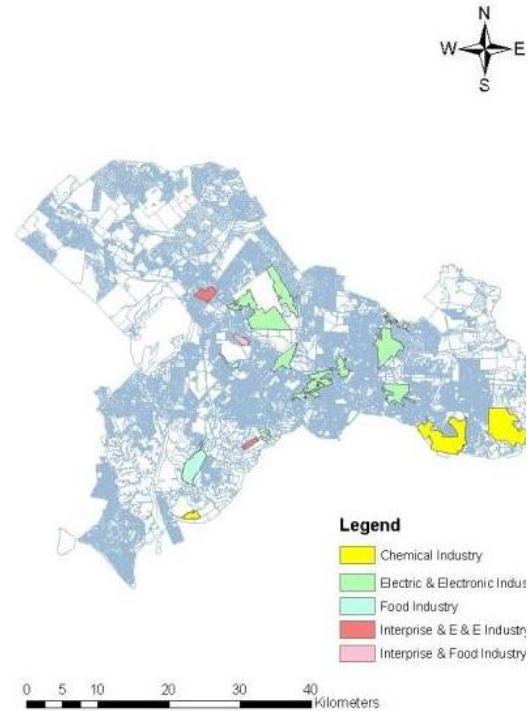 N
W E
S
Legend
Chemical Industry
Electric & Electronic Indus
Food Industry
Interprise & E & E Industry
Interprise & Food Industry
0 5 10 20 30 40
Kilometers